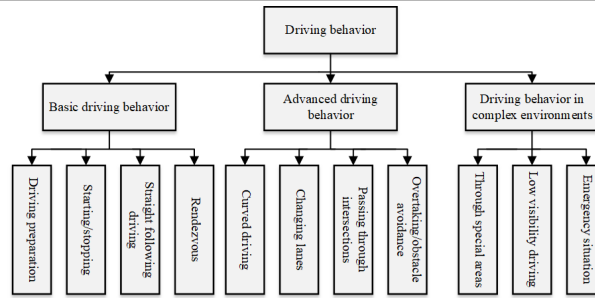 Driving behavior
Basic driving behavior
Advanced driving
behavior
Driving behavior in
complex environments
Driving preparation
Starting/stopping
Straight following
driving
Rendezvous
Curved driving
Changing lanes
Passing through
intersections
Overtaking/obstacle
avoidance
Through special areas
Low visibility driving
Emergency situation